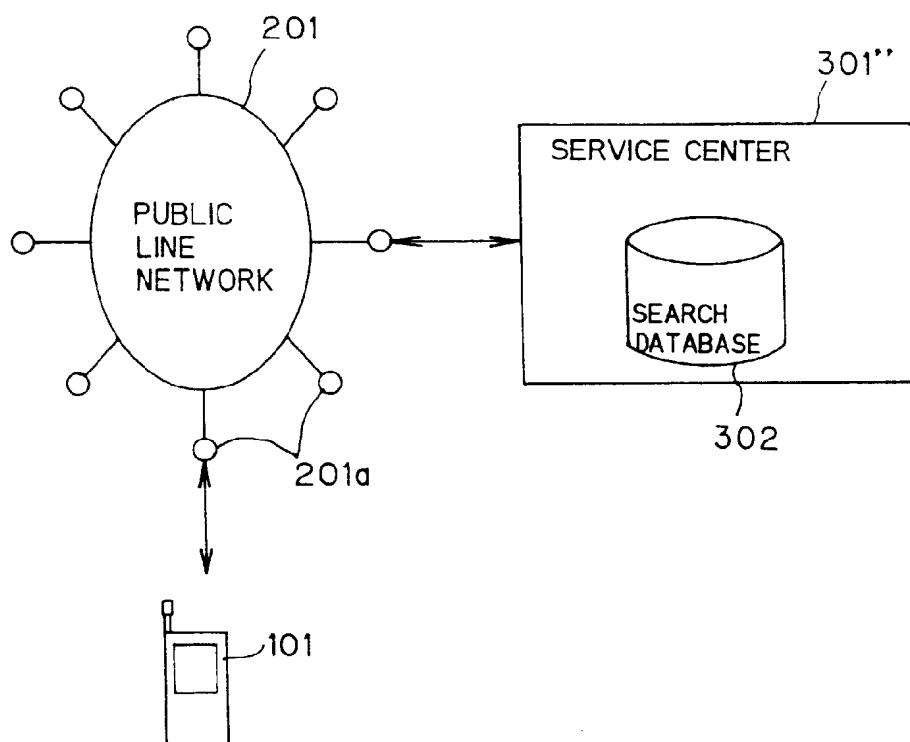 201
301"
SERVICE CENTER
PUBLIC
LINE
NETWORK
SEARCH
DATABASE
302
201a
101